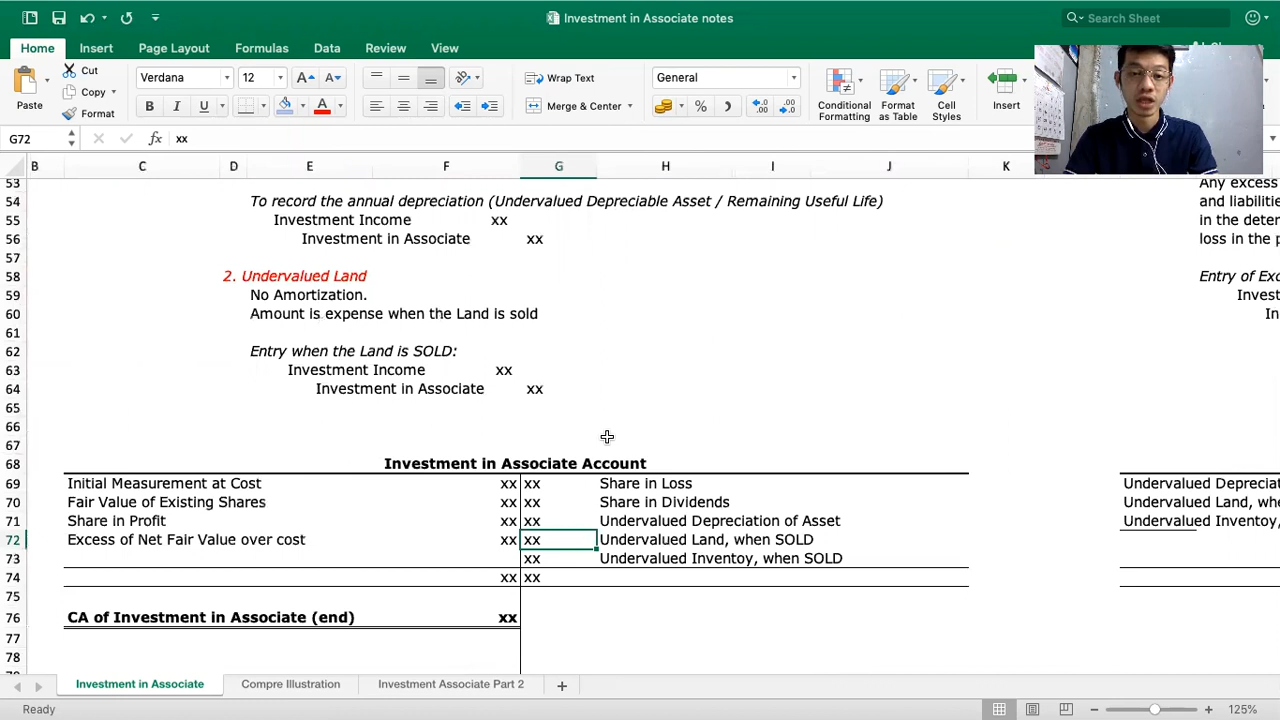 Investment in Associate notes
Search Sheet
Home Insert Page Layout Formulas Data Review View
Paste
Cut
Copy
Format
Verdana 12
B I U
Wrap Text
Merge & Center
General
Conditional Formatting
Format as Table
Cell Styles
Insert
G72 fx xx
B C D E F G H I J K
53 Any excess
54 To record the annual depreciation (Undervalued Depreciable Asset / Remaining Useful Life) and liabilitie
55 Investment Income xx in the deter
56 Investment in Associate xx loss in the p
57
58 2. Undervalued Land Entry of Exc
59 No Amortization. Invest
60 Amount is expense when the Land is sold In
61
62 Entry when the Land is SOLD:
63 Investment Income xx
64 Investment in Associate xx
65
66
67
68 Investment in Associate Account
69 Initial Measurement at Cost xx xx Share in Loss Undervalued Depreciat
70 Fair Value of Existing Shares xx xx Share in Dividends Undervalued Land, whe
71 Share in Profit xx xx Undervalued Depreciation of Asset Undervalued Inventoy,
72 Excess of Net Fair Value over cost xx xx Undervalued Land, when SOLD
73 xx Undervalued Inventoy, when SOLD
74 xx xx
75
76 CA of Investment in Associate (end) xx
77
78
Investment in Associate Compre Illustration Investment Associate Part 2
Ready 125%